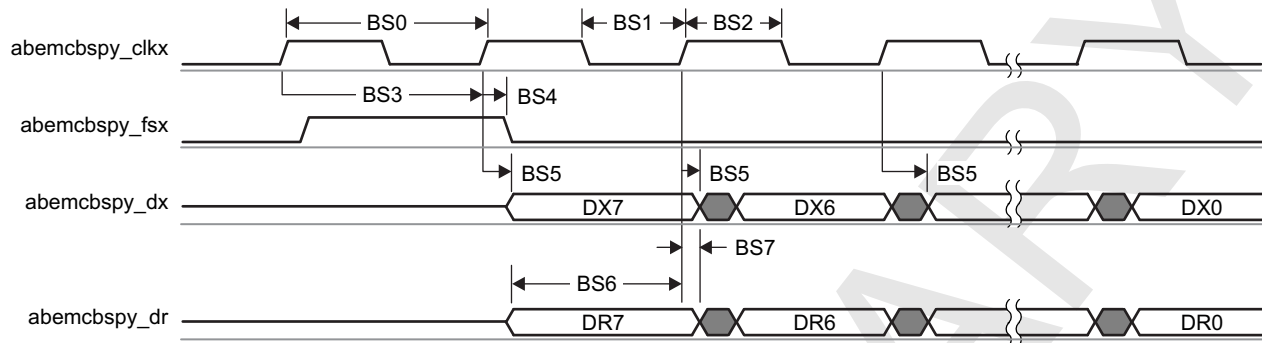 BS0 BS1 BS2
abemcbspy_clkx
BS3 BS4
abemcbspy_fsx
BS5 BS5 BS5
abemcbspy_dx DX7 DX6 DX0
BS7
BS6
abemcbspy_dr DR7 DR6 DR0